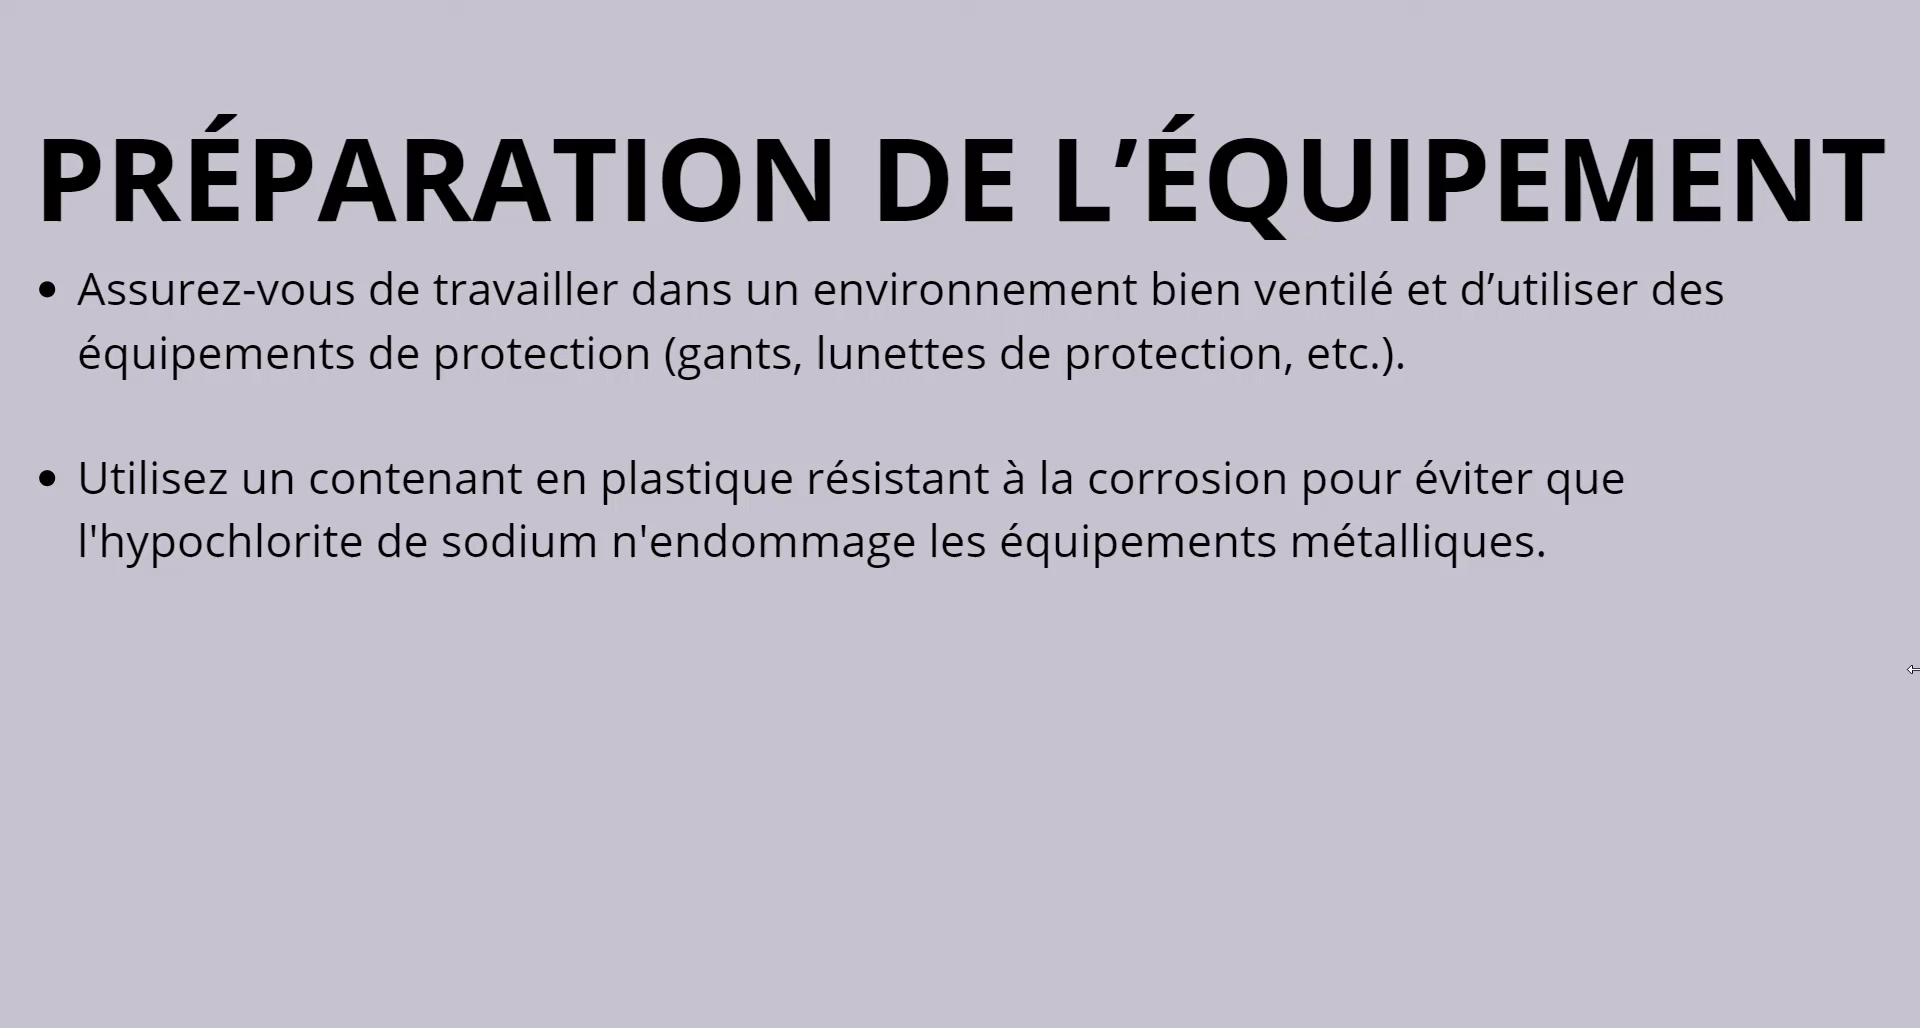 PRÉPARATION DE L’ÉQUIPEMENT
• Assurez-vous de travailler dans un environnement bien ventilé et d’utiliser des
équipements de protection (gants, lunettes de protection, etc.).
• Utilisez un contenant en plastique résistant à la corrosion pour éviter que
l'hypochlorite de sodium n'endommage les équipements métalliques.